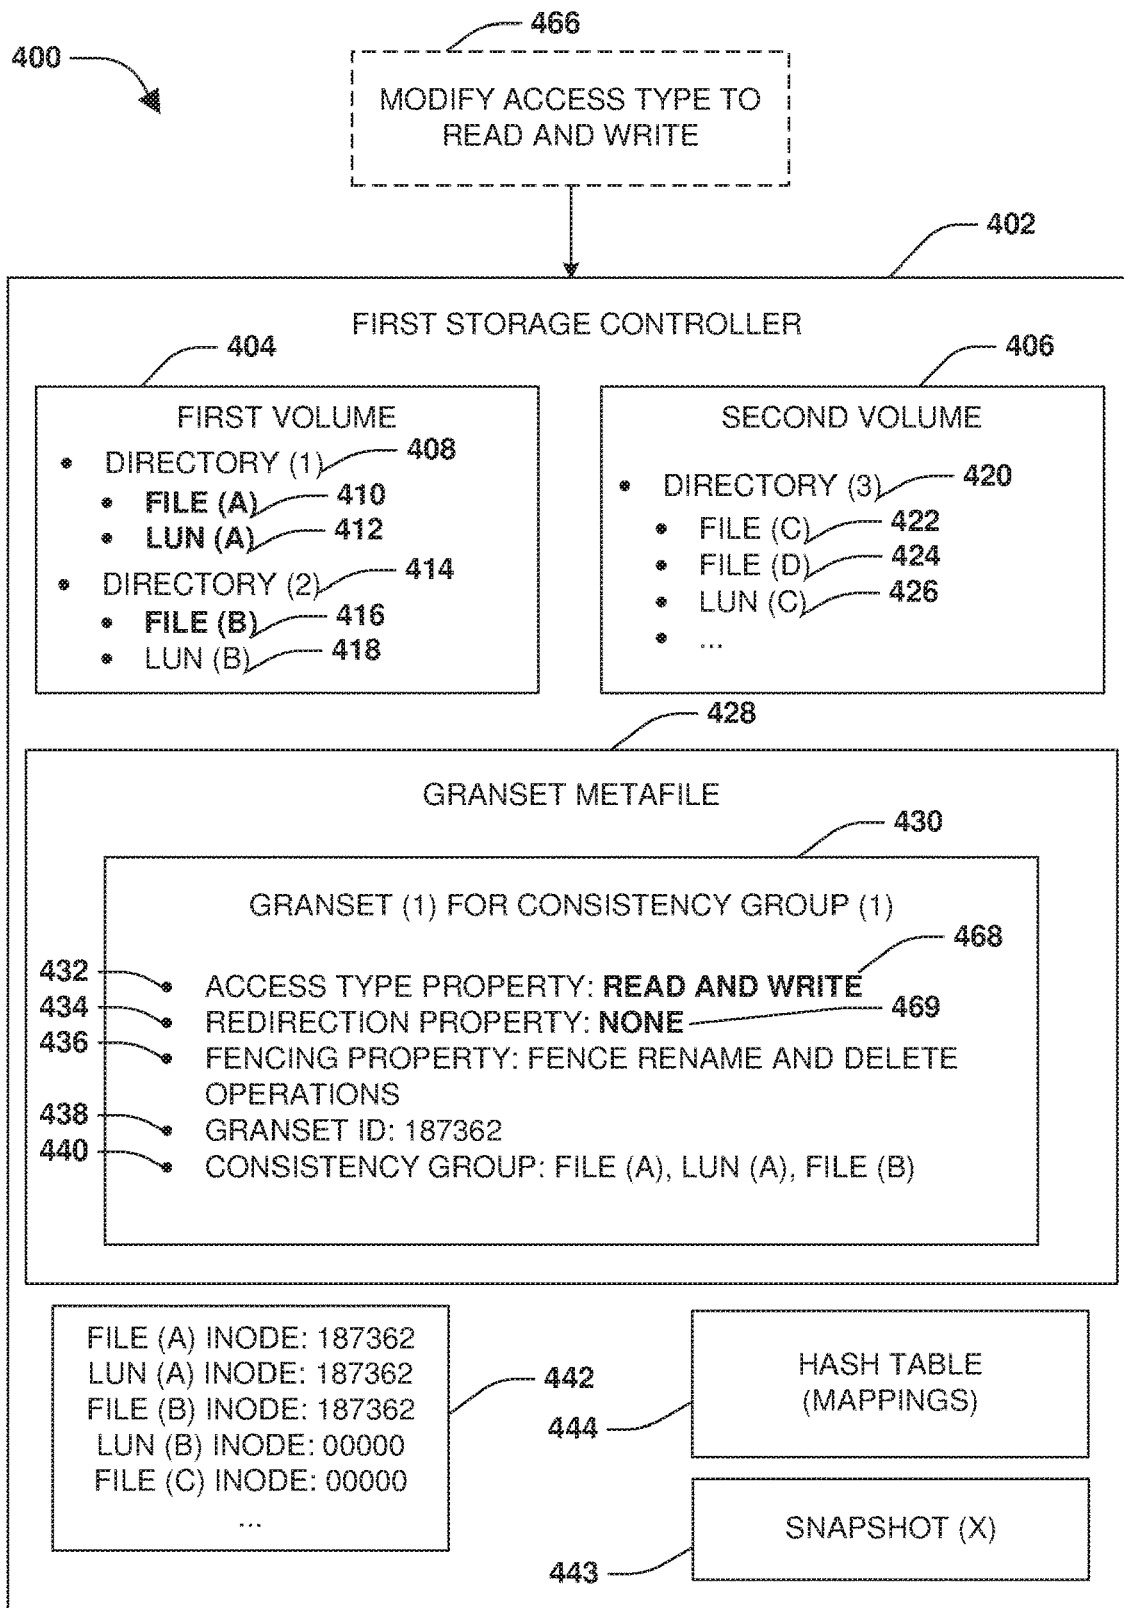 466
400
MODIFY ACCESS TYPE TO
READ AND WRITE
402
FIRST STORAGE CONTROLLER
404
FIRST VOLUME
• DIRECTORY (1) 408
• FILE (A) 410
• LUN (A) 412
• DIRECTORY (2) 414
• FILE (B) 416
• LUN (B) 418
406
SECOND VOLUME
• DIRECTORY (3) 420
• FILE (C) 422
• FILE (D) 424
• LUN (C) 426
• ...
428
GRANSET METAFILE
430
GRANSET (1) FOR CONSISTENCY GROUP (1)
468
432 • ACCESS TYPE PROPERTY: READ AND WRITE
434 • REDIRECTION PROPERTY: NONE 469
436 • FENCING PROPERTY: FENCE RENAME AND DELETE
OPERATIONS
438 • GRANSET ID: 187362
440 • CONSISTENCY GROUP: FILE (A), LUN (A), FILE (B)
FILE (A) INODE: 187362
LUN (A) INODE: 187362
FILE (B) INODE: 187362
LUN (B) INODE: 00000
FILE (C) INODE: 00000
...
442
HASH TABLE
(MAPPINGS)
444
SNAPSHOT (X)
443